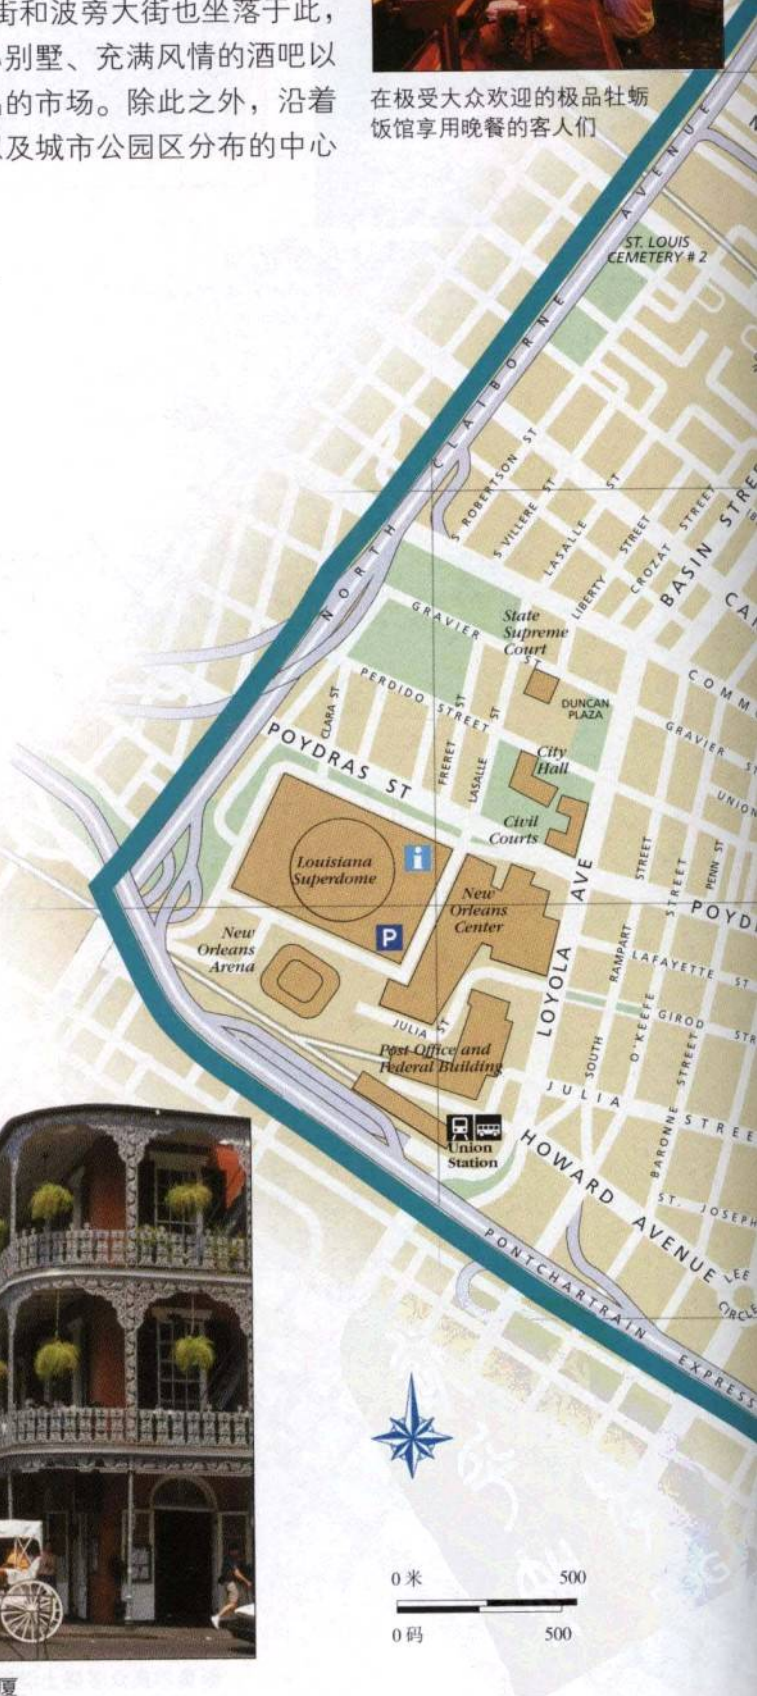 街和波旁大街也坐落于此，
别墅、充满风情的酒吧以
的市场。除此之外，沿着
及城市公园区分布的中心
在极受大众欢迎的极品牡蛎
饭馆享用晚餐的客人们
NORTH CLAIBORNE AVENUE
ST. LOUIS
CEMETERY # 2
S ROBERTSON ST
S VILLERE ST
LASALLE ST
LIBERTY STREET
CROZAT STREET
BASIN STREE
CA
GRAVIER ST
State
Supreme
Court
PERDIDO STREET
DUNCAN
PLAZA
COMM
GRAVIER ST
UNION
CLARA ST
POYDRAS ST
FRERET ST
LASALLE ST
City
Hall
Civil
Courts
Louisiana
Superdome
i
New
Orleans
Center
P
New
Orleans
Arena
LOYOLA AVE
SOUTH RAMPART STREET
O'KEEFE STREET
PENN ST
POYD
LAFAYETTE ST
GIROD STR
JULIA ST
Post Office and
Federal Building
JULIA STREE
BARONNE STREET
Union
Station
HOWARD AVENUE
ST. JOSEPH
LEE
CIRCLE
PONTCHARTRAIN EXPRESS
0 米 500
0 码 500
厦